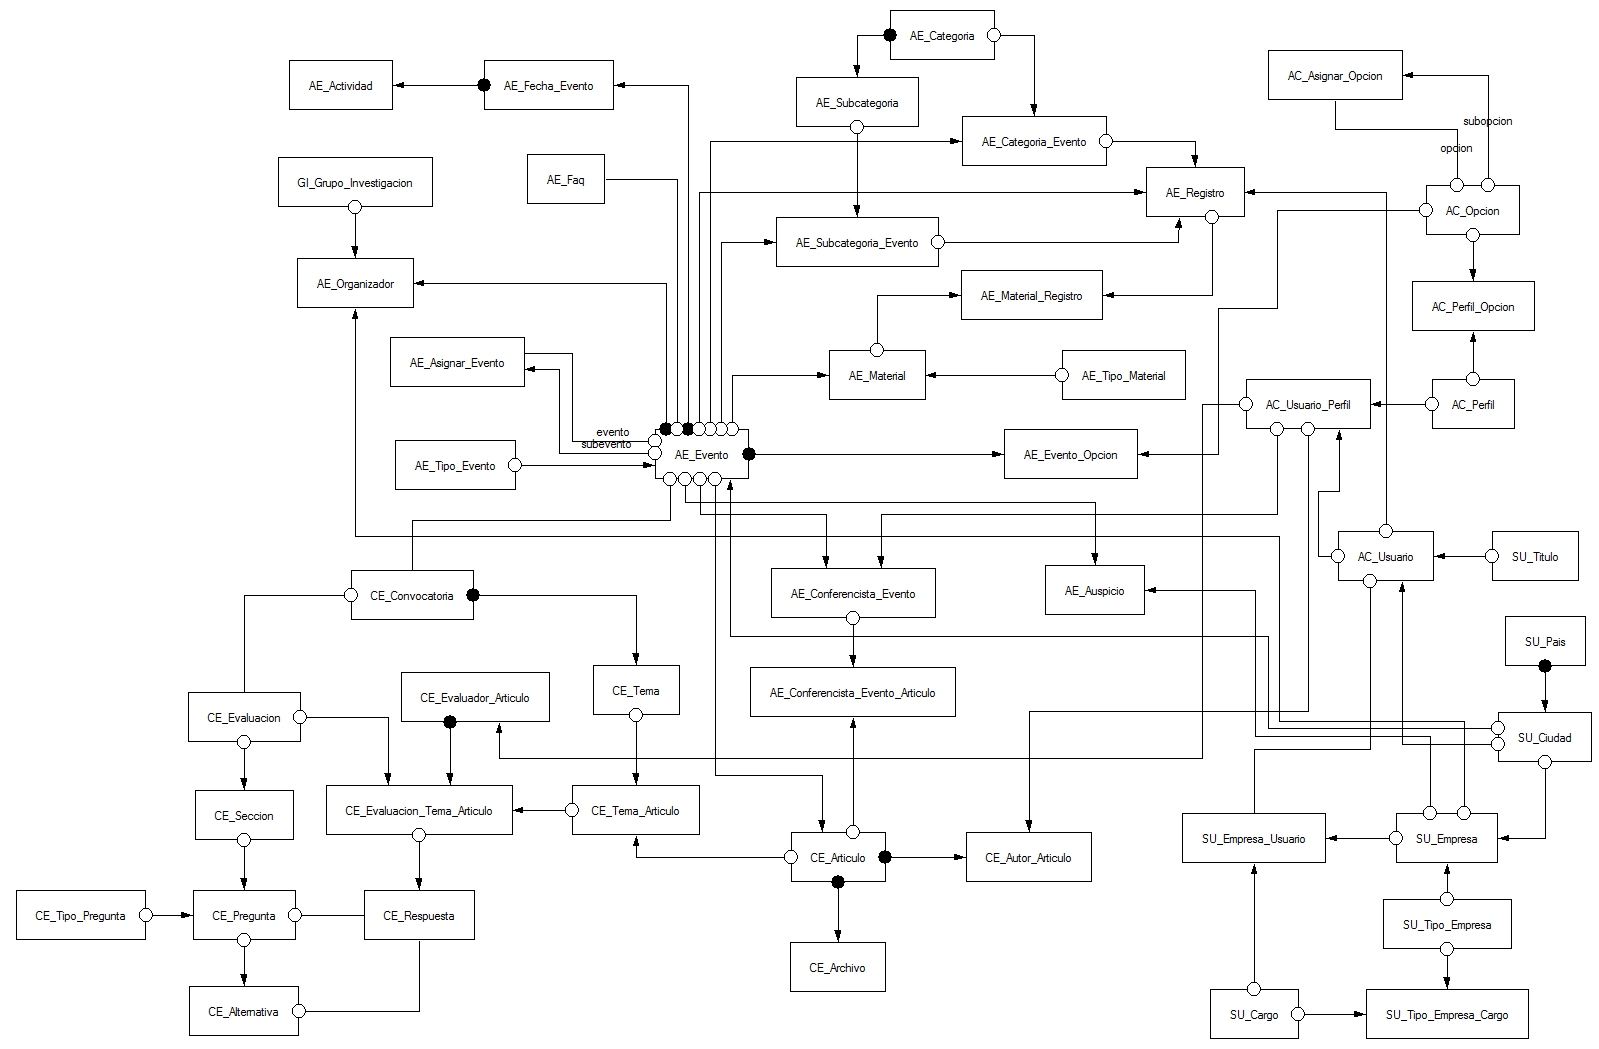 AE_Categoria
AC_Asignar_Opcion
AE_Actividad
AE_Fecha_Evento
AE_Subcategoria
subopcion
AE_Categoria_Evento
opcion
AE_Faq
GI_Grupo_Investigacion
AE_Registro
AC_Opcion
AE_Subcategoria_Evento
AE_Organizador
AE_Material_Registro
AC_Perfil_Opcion
AE_Asignar_Evento
AE_Material
AE_Tipo_Material
AC_Usuario_Perfil
AC_Perfil
evento
subevento
AE_Evento
AE_Evento_Opcion
AE_Tipo_Evento
AC_Usuario
SU_Titulo
CE_Convocatoria
AE_Conferencista_Evento
AE_Auspicio
SU_Pais
CE_Tema
CE_Evaluador_Articulo
AE_Conferencista_Evento_Articulo
CE_Evaluacion
SU_Ciudad
CE_Seccion
CE_Evaluacion_Tema_Articulo
CE_Tema_Articulo
SU_Empresa_Usuario
SU_Empresa
CE_Articulo
CE_Autor_Articulo
CE_Tipo_Pregunta
CE_Pregunta
CE_Respuesta
SU_Tipo_Empresa
CE_Archivo
CE_Alternativa
SU_Cargo
SU_Tipo_Empresa_Cargo